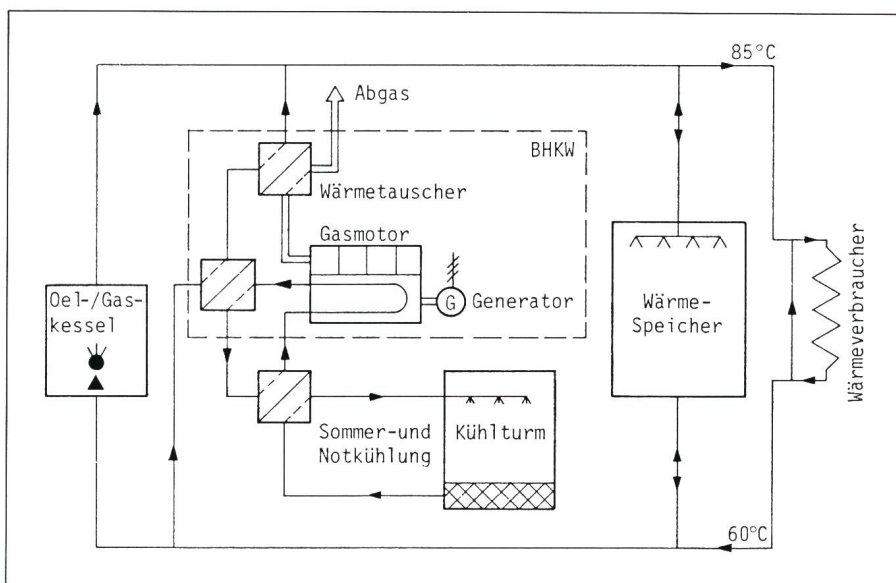 85°C
Abgas
BHKW
Wärmetauscher
Gasmotor
Oel-/Gas-
kessel
G
Generator
Wärme-
Speicher
Wärmeverbraucher
Sommer-und
Notkühlung
Kühlturm
60°C